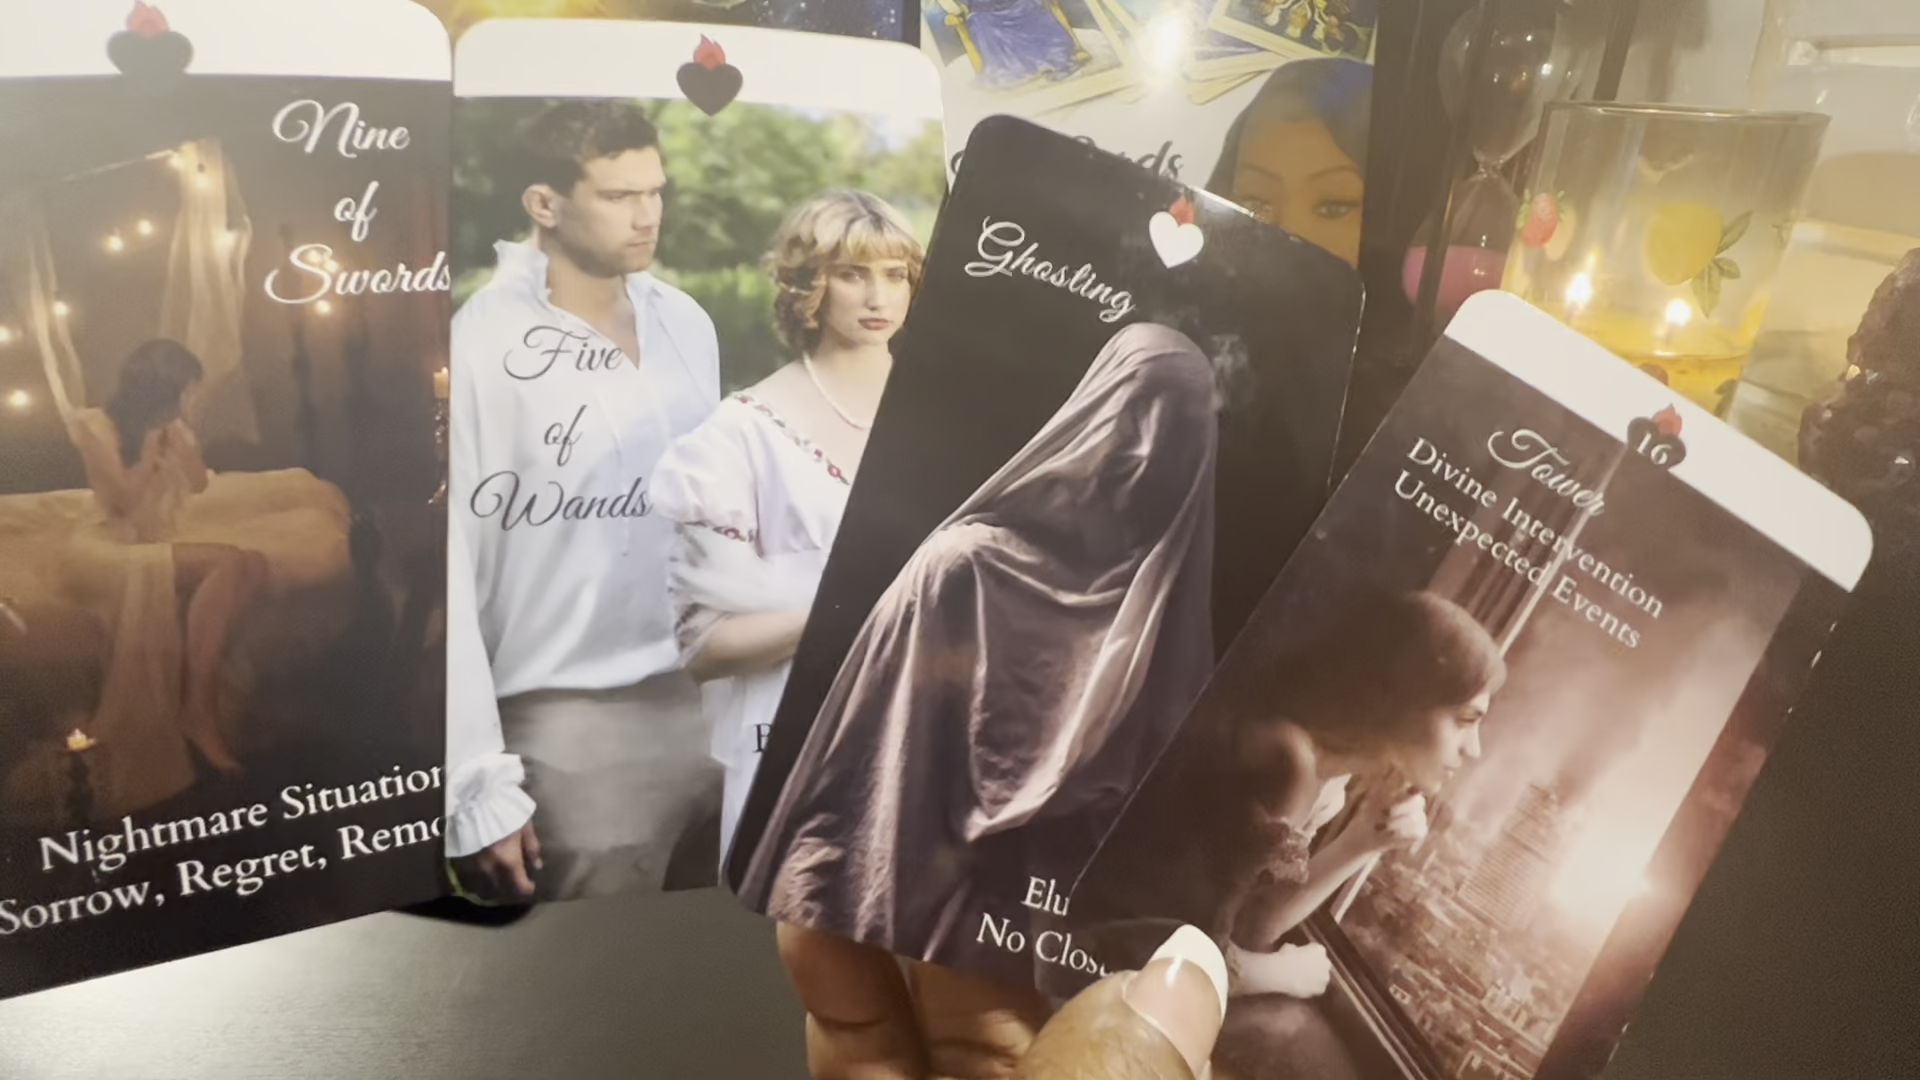 Nine
of
Swords
Nightmare Situation
Sorrow, Regret, Remo
Five
of
Wands
Ghosting
Elu
No Clos
16
Tower
Divine Intervention
Unexpected Events